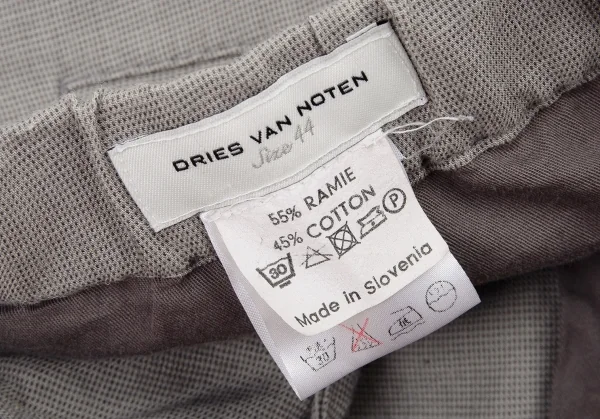 DRIES VAN NOTEN
Size 44
55% RAMIE
45% COTTON
30 P
Made in Slovenia
30